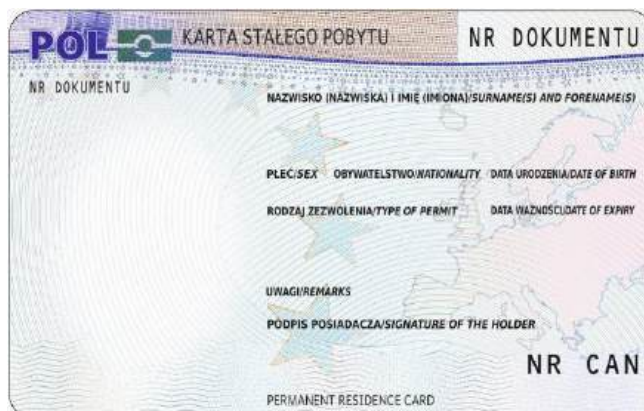 POL KARTA STAŁEGO POBYTU NR DOKUMENTU
NR DOKUMENTU
NAZWISKO (NAZWISKA) I IMIĘ (IMIONA)/SURNAME(S) AND FORENAME(S)
PŁEĆ/SEX OBYWATELSTWO/NATIONALITY DATA URODZENIA/DATE OF BIRTH
RODZAJ ZEZWOLENIA/TYPE OF PERMIT DATA WAŻNOŚCI/DATE OF EXPIRY
UWAGI/REMARKS
PODPIS POSIADACZA/SIGNATURE OF THE HOLDER
NR CAN
PERMANENT RESIDENCE CARD